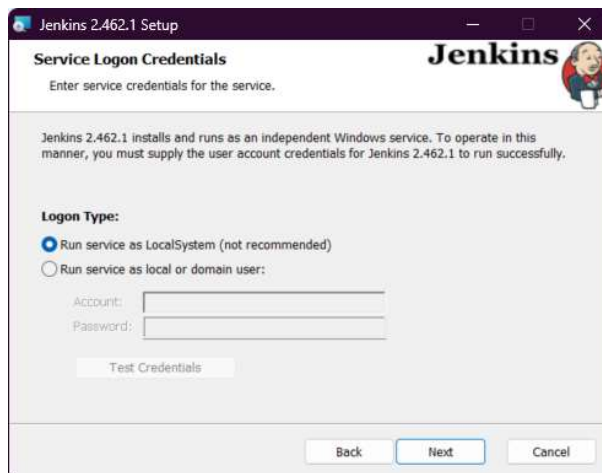 Jenkins 2.462.1 Setup
Service Logon Credentials
Jenkins
Enter service credentials for the service.
Jenkins 2.462.1 installs and runs as an independent Windows service. To operate in this
manner, you must supply the user account credentials for Jenkins 2.462.1 to run successfully.
Logon Type:
Run service as LocalSystem (not recommended)
Run service as local or domain user:
Account:
Password:
Test Credentials
Back Next Cancel